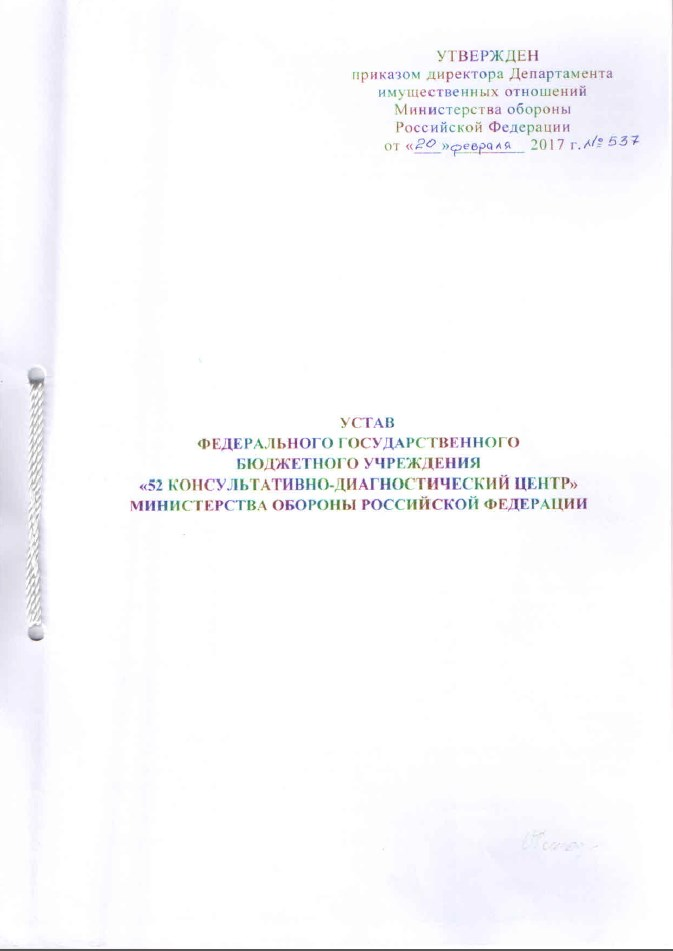 УТВЕРЖДЕН
приказом директора Департамента
имущественных отношений
Министерства обороны
Российской Федерации
от «20» февраля 2017 г. № 537
УСТАВ
ФЕДЕРАЛЬНОГО ГОСУДАРСТВЕННОГО
БЮДЖЕТНОГО УЧРЕЖДЕНИЯ
«52 КОНСУЛЬТАТИВНО-ДИАГНОСТИЧЕСКИЙ ЦЕНТР»
МИНИСТЕРСТВА ОБОРОНЫ РОССИЙСКОЙ ФЕДЕРАЦИИ